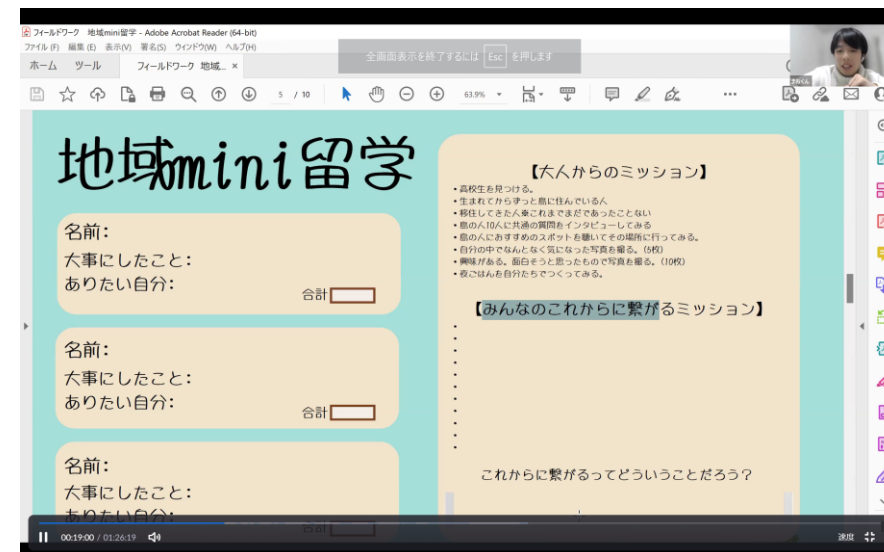 フィールドワーク 地域mini留学 - Adobe Acrobat Reader (64-bit)
ファイル(F) 編集(E) 表示(V) 署名(S) ウィンドウ(W) ヘルプ(H)
ホーム ツール フィールドワーク 地域... ×
全画面表示を終了するには Esc を押します
5 / 10 63.9%
地域mini留学
名前:
大事にしたこと:
ありたい自分:
合計
名前:
大事にしたこと:
ありたい自分:
合計
名前:
大事にしたこと:
ありたい自分:
合計
【大人からのミッション】
・高校生を見つける。
・生まれてからずっと島に住んでいる人
・移住してきた人※これまでまだであったことない
・島の人10人に共通の質問をインタビューしてみる
・島の人におすすめのスポットを聴いてその場所に行ってみる。
・自分の中でなんとなく気になった写真を撮る。(5枚)
・興味がある。面白そうと思ったもので写真を撮る。(10枚)
・夜ごはんを自分たちでつくってみる。
【みんなのこれからに繋がるミッション】
・
・
・
・
・
・
・
・
・
・
・
これからに繋がるってどういうことだろう?
00:19:00 / 01:26:19
速度